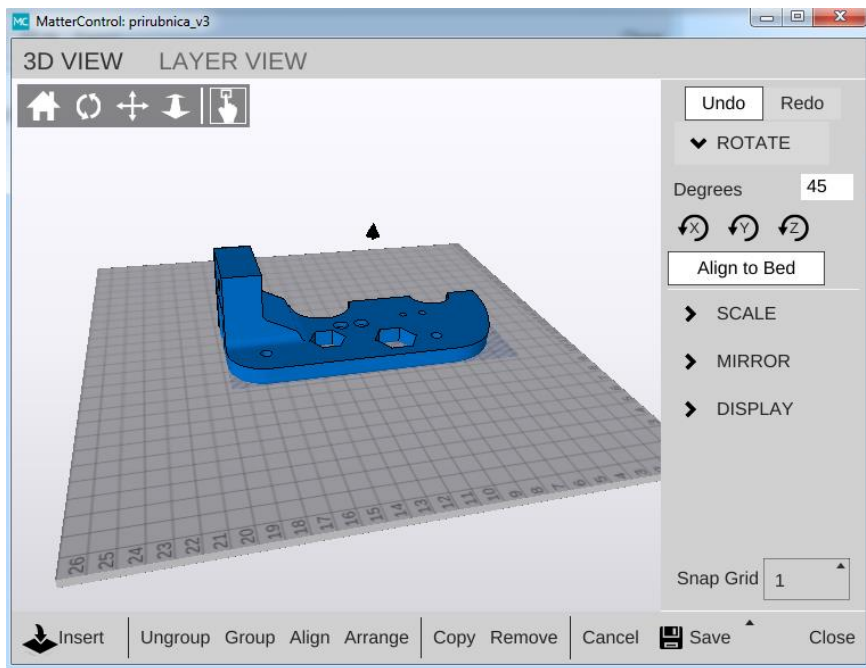 MC MatterControl: prirubnica_v3
3D VIEW LAYER VIEW
Undo Redo
ROTATE
Degrees 45
X Y Z
Align to Bed
SCALE
MIRROR
DISPLAY
26 25 24 23 22 21 20 19 18 17 16 15 14 13 12 11 10 9 8 7 6 5 4 3
Snap Grid 1
Insert Ungroup Group Align Arrange Copy Remove Cancel Save Close